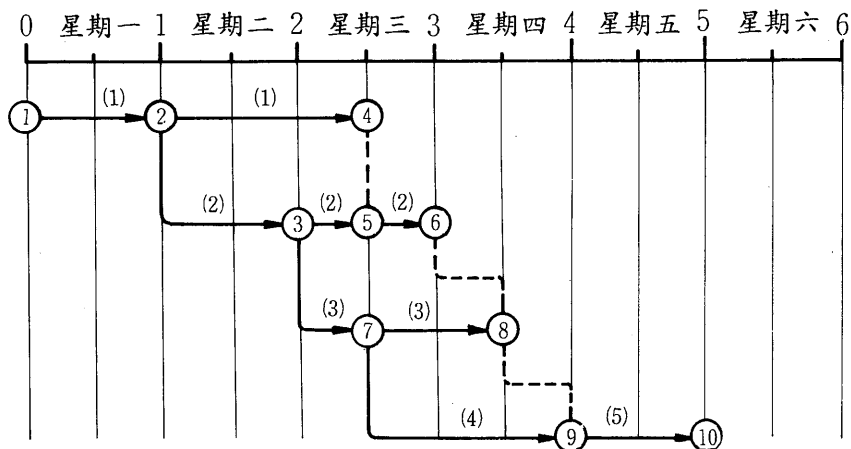 0 星期一 1 星期二 2 星期三 3 星期四 4 星期五 5 星期六 6
(1) (1)
① ② ④
(2) (2) (2)
③ ⑤ ⑥
(3) (3)
⑦ ⑧
(4) (5)
⑨ ⑩